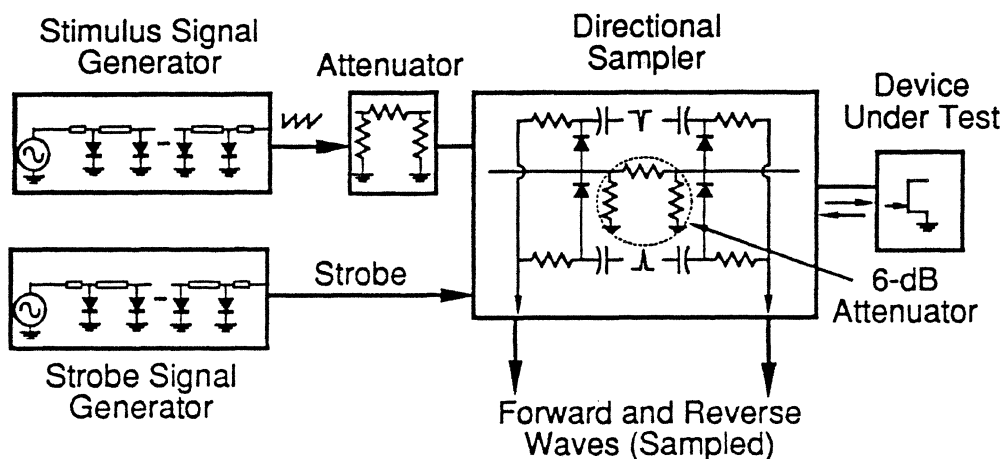 Stimulus Signal
Generator
Attenuator
Directional
Sampler
Device
Under Test
Strobe
6-dB
Attenuator
Strobe Signal
Generator
Forward and Reverse
Waves (Sampled)